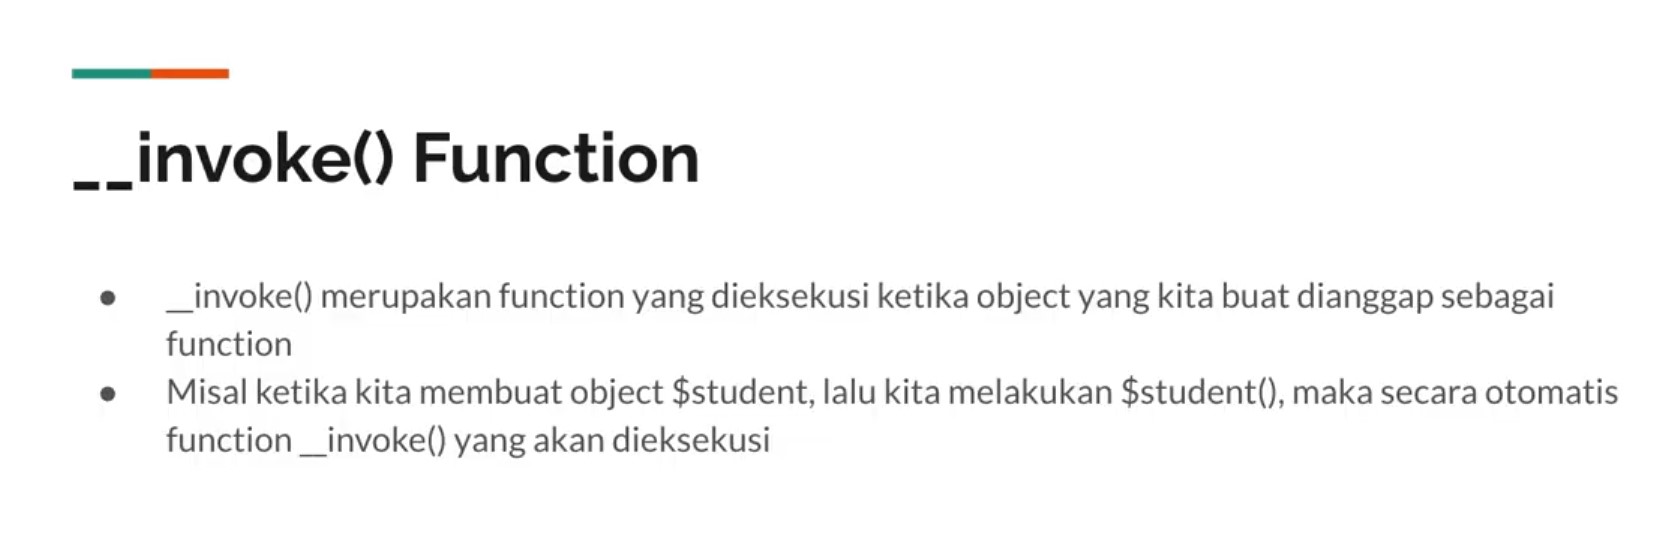 __invoke() Function
● __invoke() merupakan function yang dieksekusi ketika object yang kita buat dianggap sebagai
function
● Misal ketika kita membuat object $student, lalu kita melakukan $student(), maka secara otomatis
function __invoke() yang akan dieksekusi